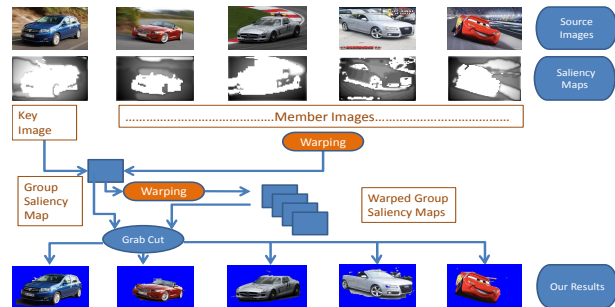 Source
Images
Saliency
Maps
Key
Image
......................................Member Images...................................
Warping
Group
Saliency
Map
Warping
Warped Group
Saliency Maps
Grab Cut
Our Results